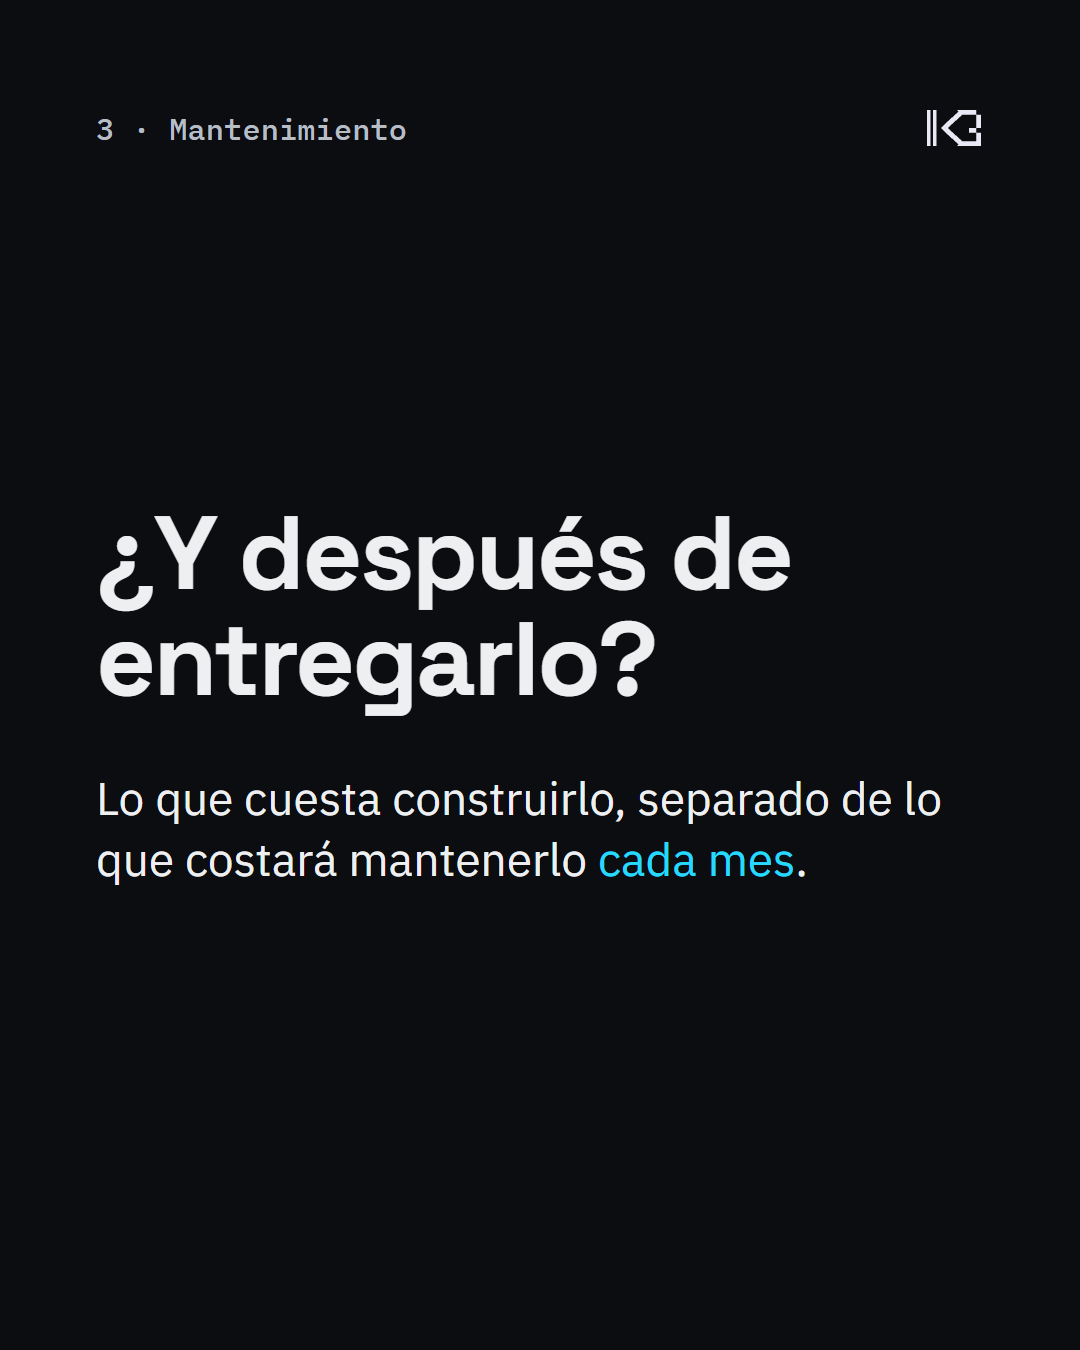 3 · Mantenimiento
¿Y después de
entregarlo?
Lo que cuesta construirlo, separado de lo
que costará mantenerlo cada mes.